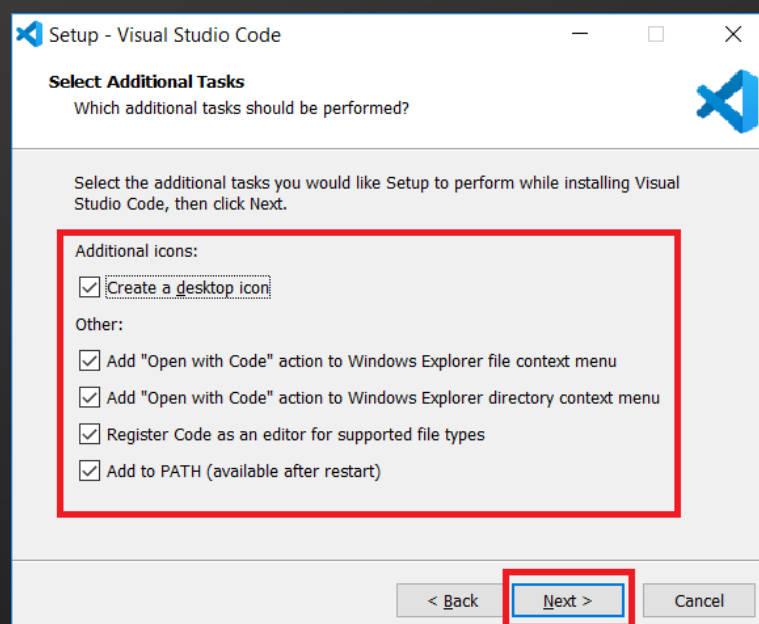 Setup - Visual Studio Code
Select Additional Tasks
Which additional tasks should be performed?
Select the additional tasks you would like Setup to perform while installing Visual
Studio Code, then click Next.
Additional icons:
Create a desktop icon
Other:
Add "Open with Code" action to Windows Explorer file context menu
Add "Open with Code" action to Windows Explorer directory context menu
Register Code as an editor for supported file types
Add to PATH (available after restart)
< Back Next > Cancel